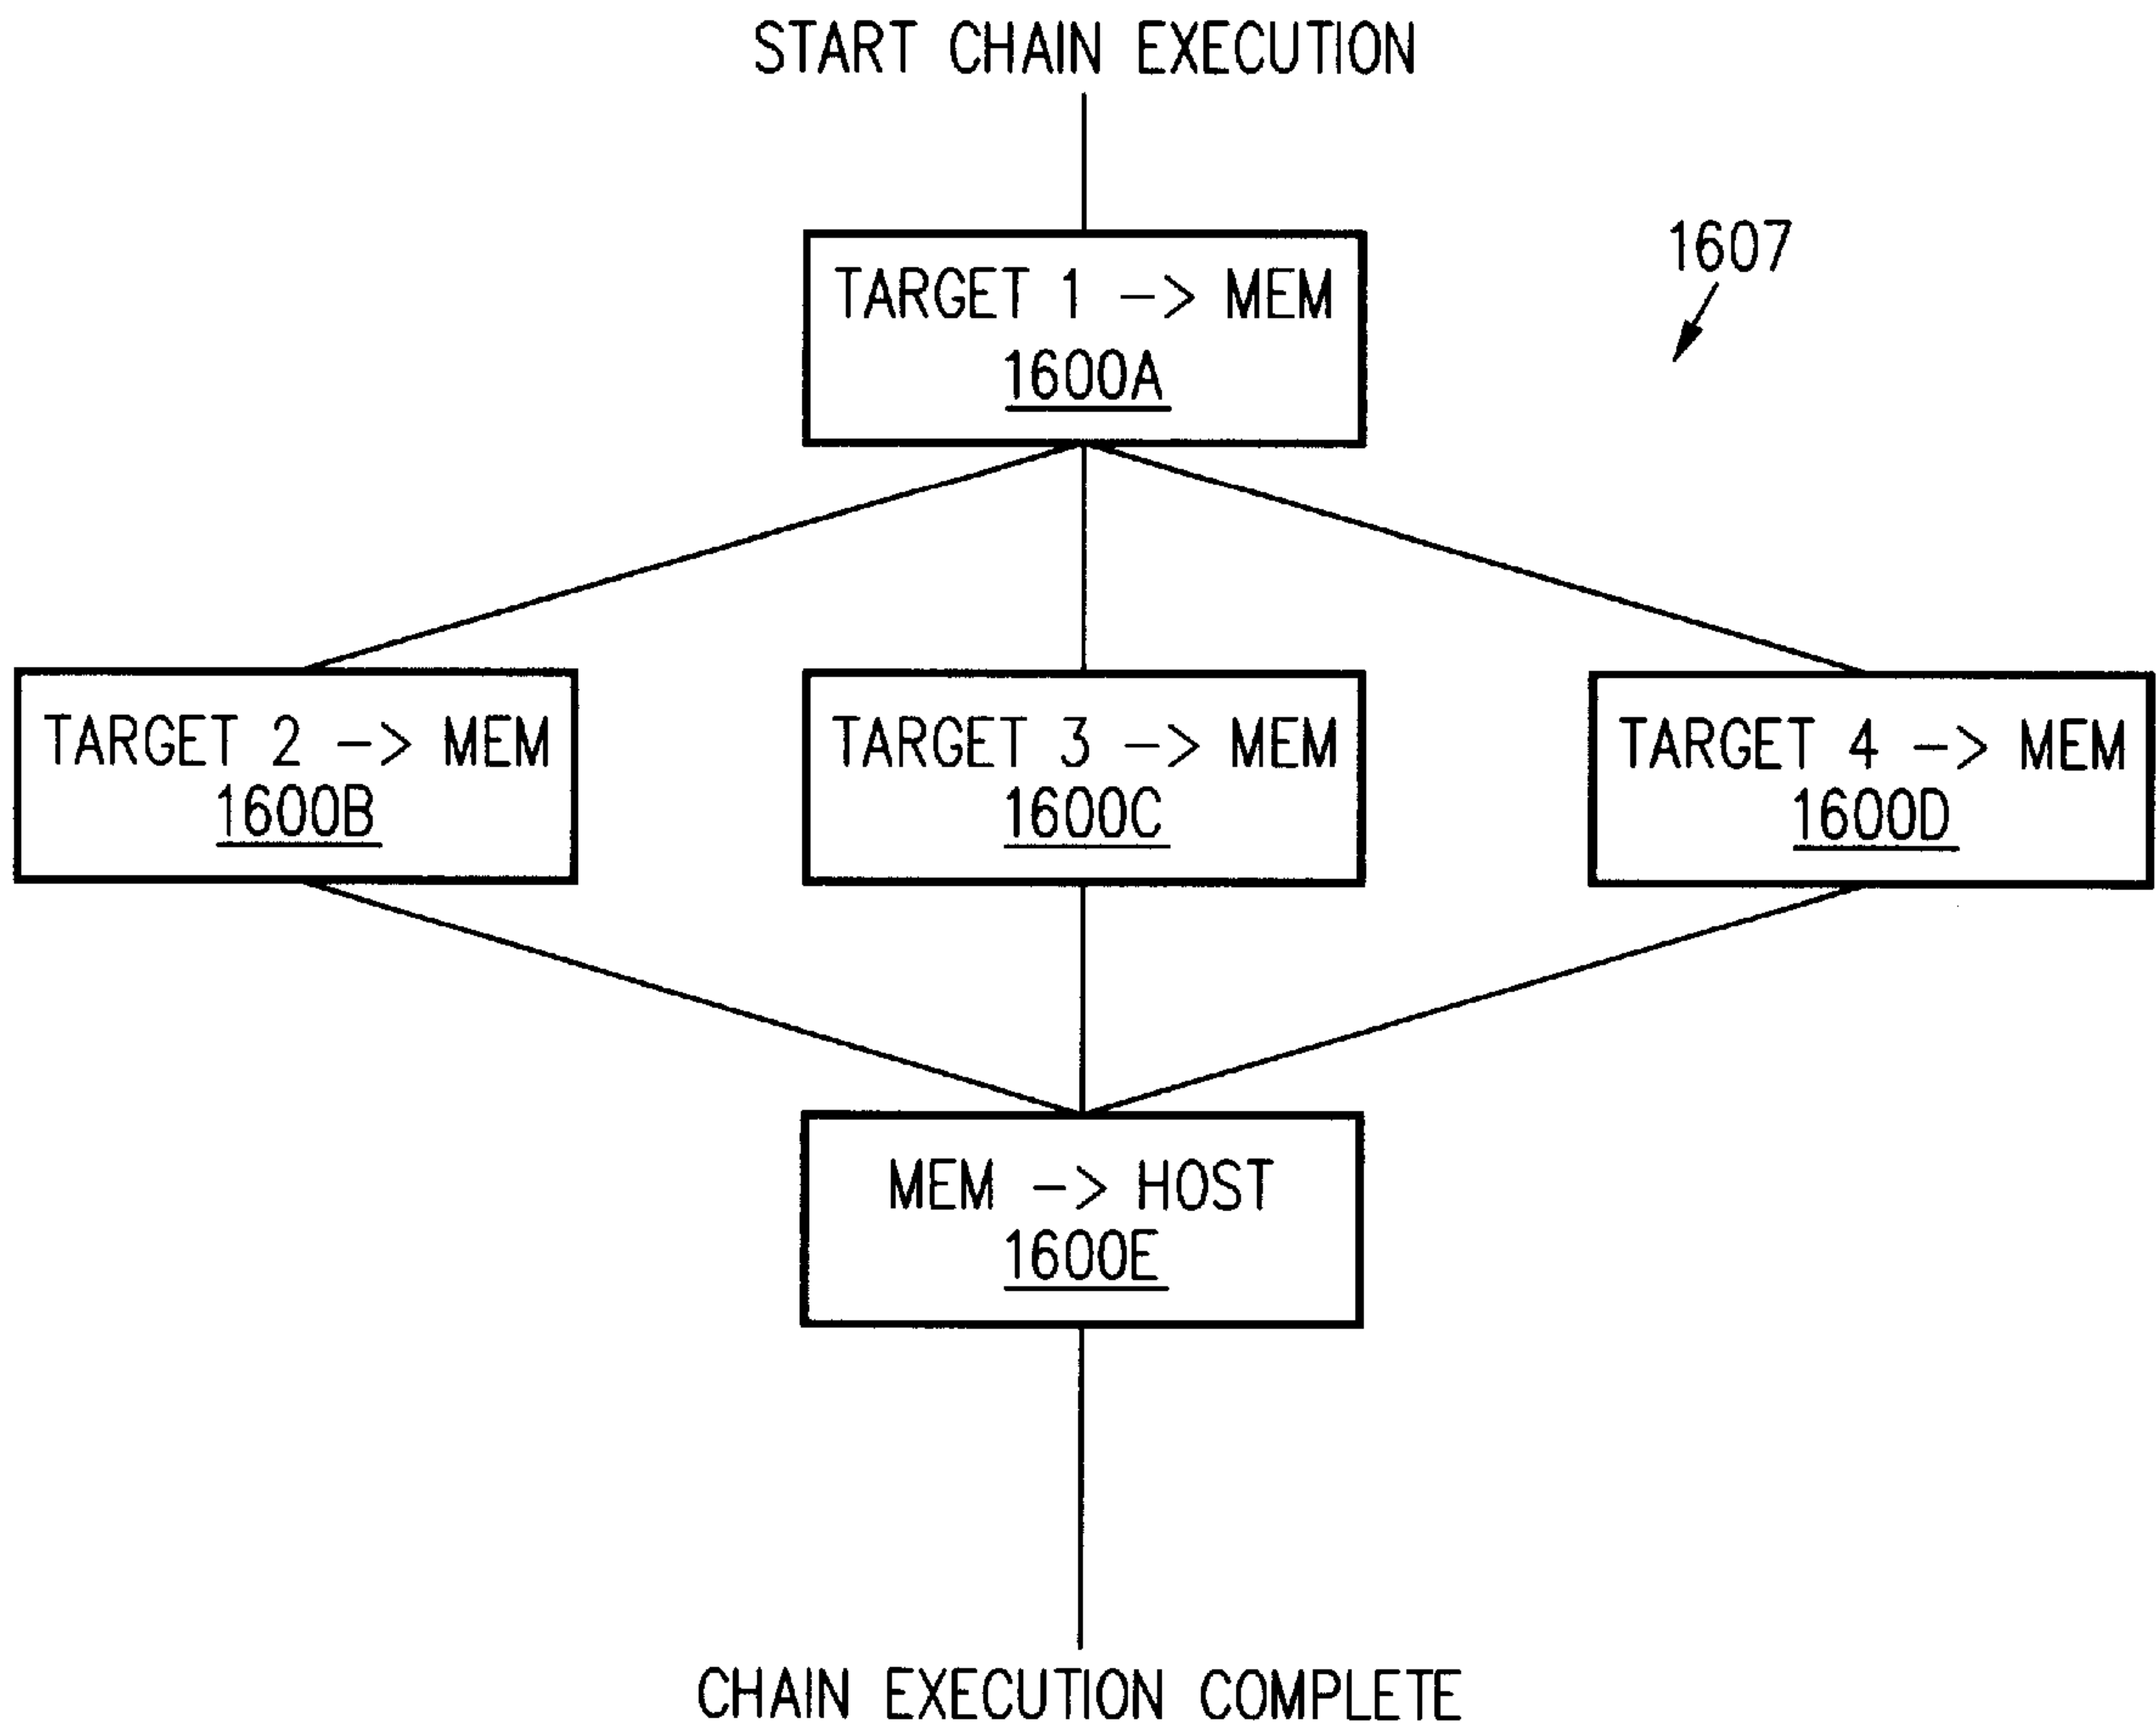 START CHAIN EXECUTION
1607
TARGET 1 -> MEM
1600A
TARGET 2 -> MEM
1600B
TARGET 3 -> MEM
1600C
TARGET 4 -> MEM
1600D
MEM -> HOST
1600E
CHAIN EXECUTION COMPLETE